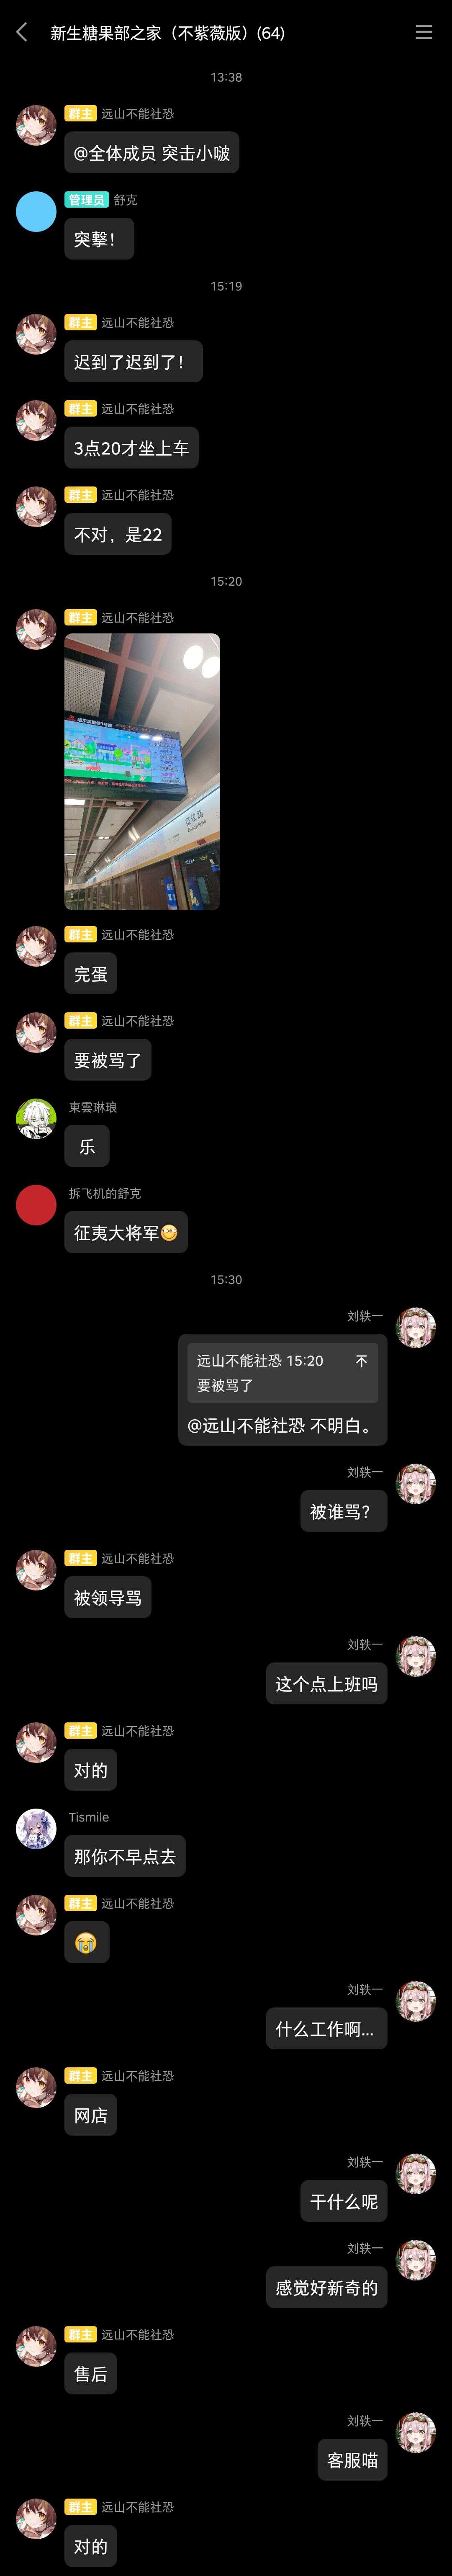 新生糖果部之家（不紫薇版）(64)
13:38
群主 远山不能社恐
@全体成员 突击小啵
管理员 舒克
突撃！
15:19
群主 远山不能社恐
迟到了迟到了！
群主 远山不能社恐
3点20才坐上车
群主 远山不能社恐
不对，是22
15:20
群主 远山不能社恐
征仪路
群主 远山不能社恐
完蛋
群主 远山不能社恐
要被骂了
東雲琳琅
乐
拆飞机的舒克
征夷大将军
15:30
刘轶一
远山不能社恐 15:20
要被骂了
@远山不能社恐 不明白。
刘轶一
被谁骂？
群主 远山不能社恐
被领导骂
刘轶一
这个点上班吗
群主 远山不能社恐
对的
Tismile
那你不早点去
群主 远山不能社恐
😭
刘轶一
什么工作啊...
群主 远山不能社恐
网店
刘轶一
干什么呢
刘轶一
感觉好新奇的
群主 远山不能社恐
售后
刘轶一
客服喵
群主 远山不能社恐
对的